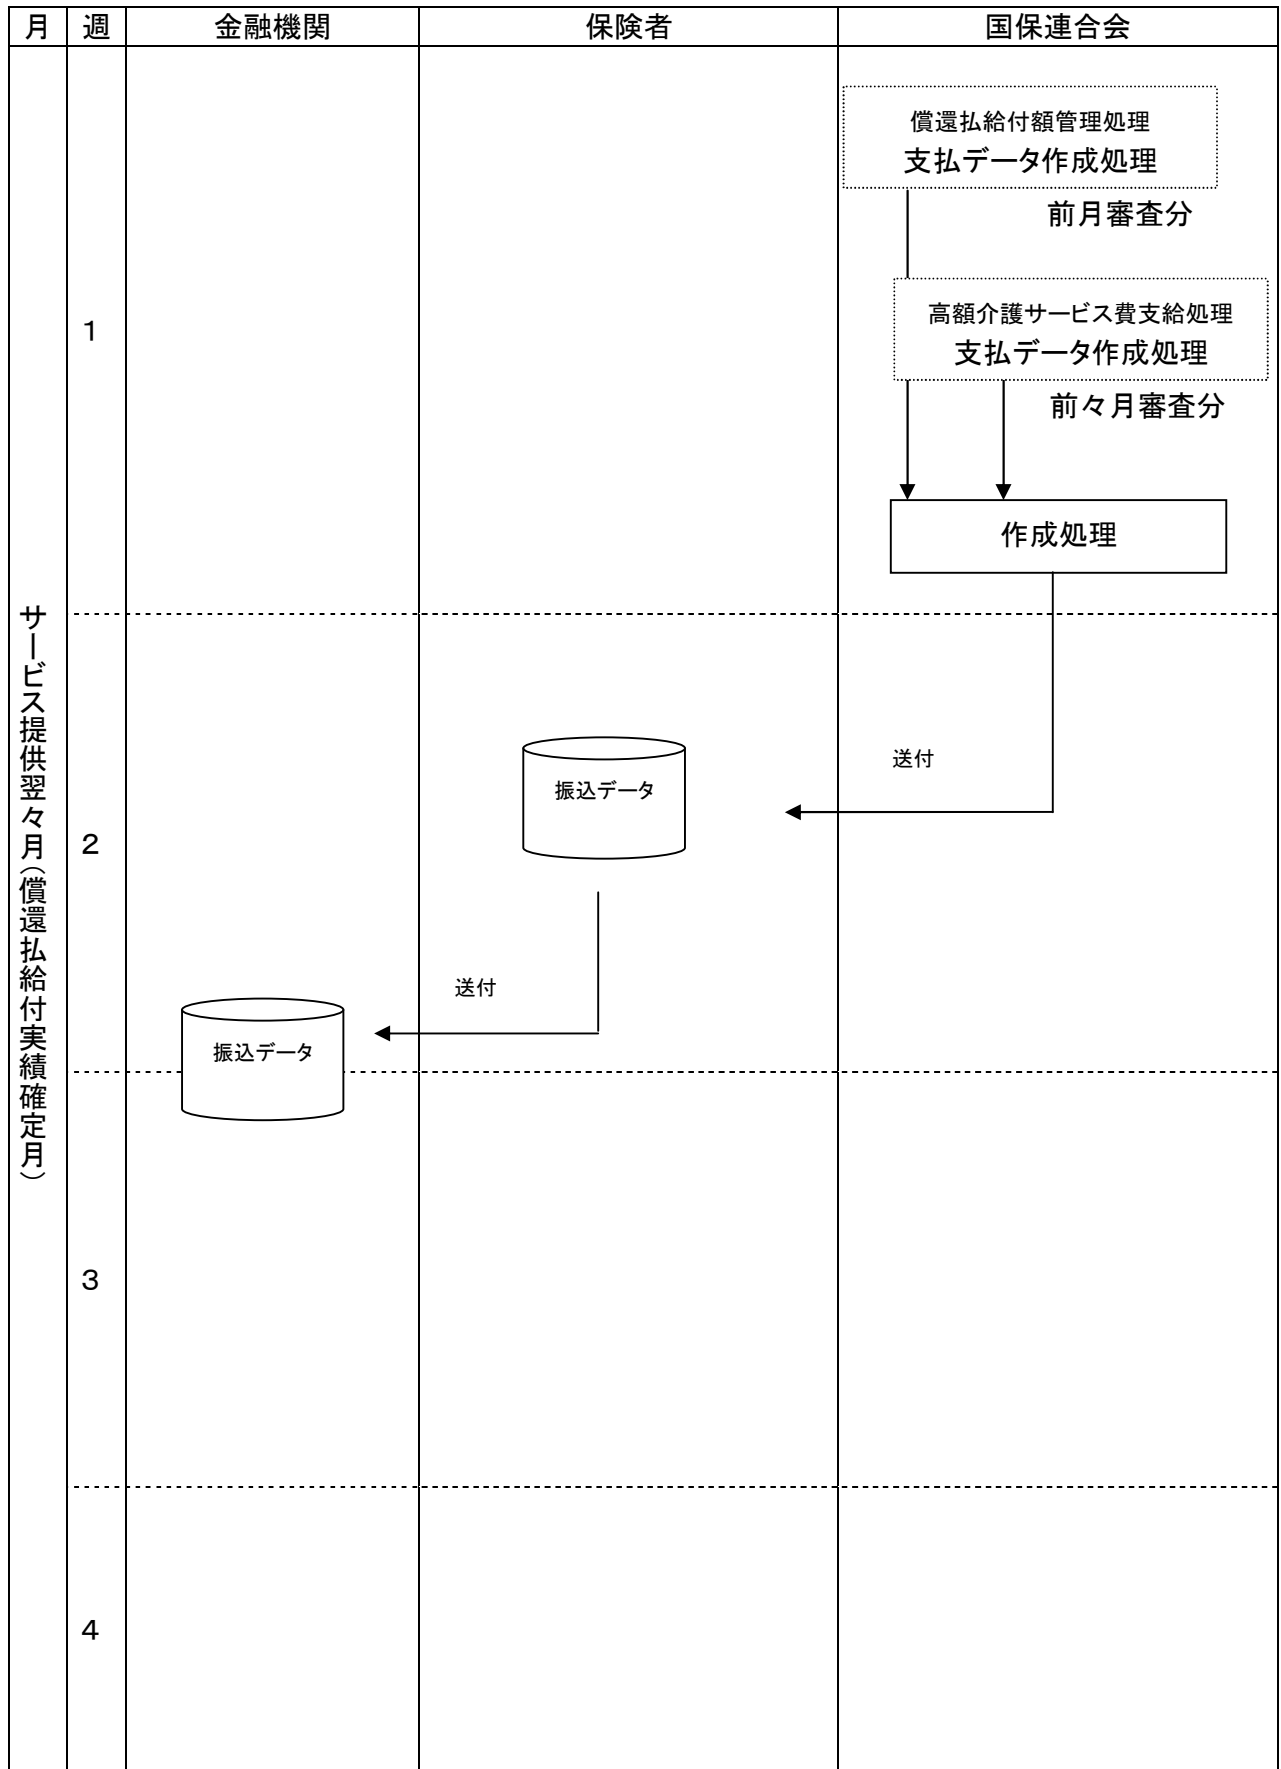 月 週 金融機関 保険者 国保連合会
償還払給付額管理処理
支払データ作成処理
前月審査分
高額介護サービス費支給処理
支払データ作成処理
前々月審査分
1
作成処理
サービス提供翌々月(償還払給付実績確定月)
送付
振込データ
2
送付
振込データ
3
4